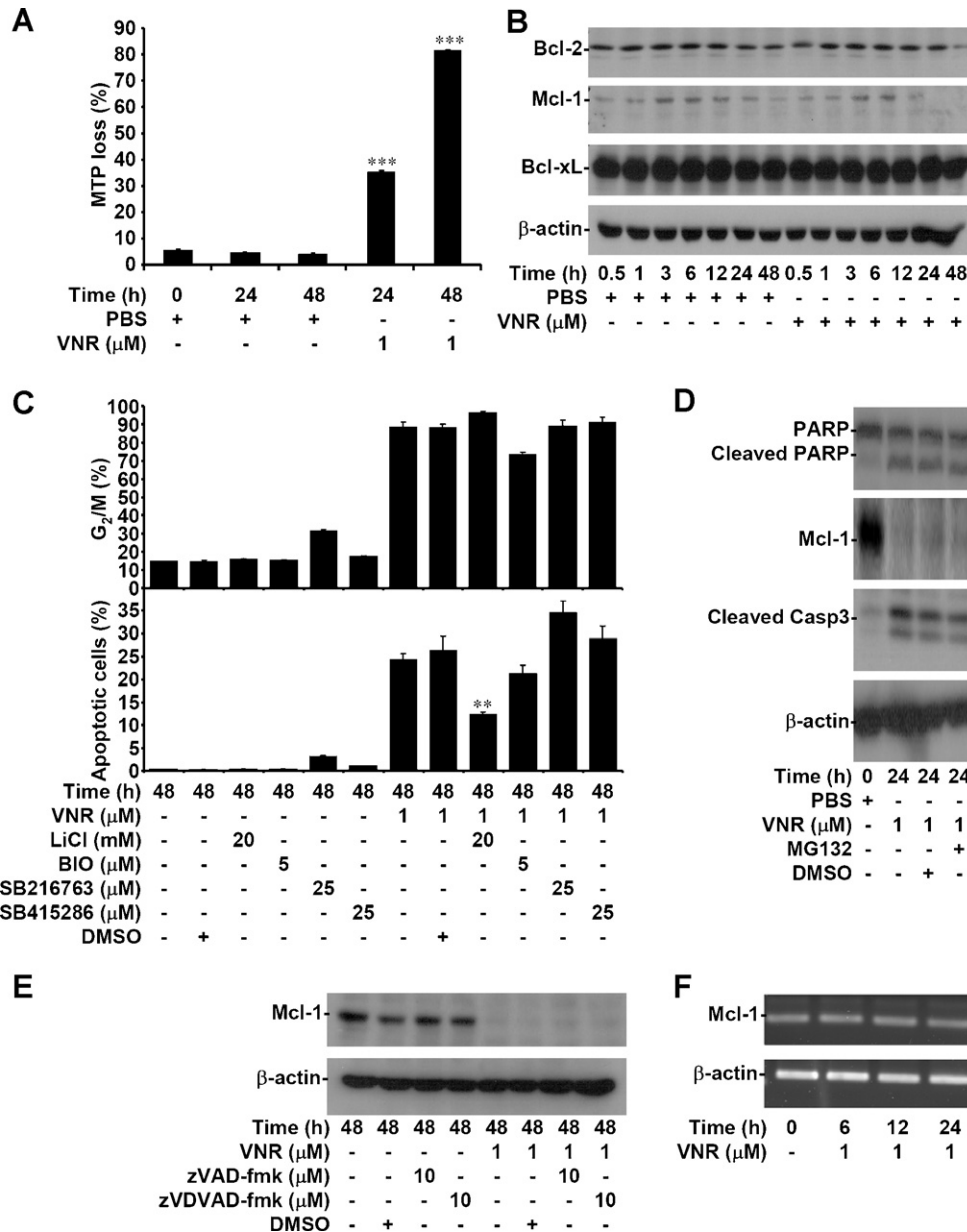 A
MTP loss (%)
90
80
70
60
50
40
30
20
10
0
***
***
Time (h) 0 24 48 24 48
PBS + + + - -
VNR (μM) - - - 1 1
B
Bcl-2
Mcl-1
Bcl-xL
β-actin
Time (h) 0.5 1 3 6 12 24 48 0.5 1 3 6 12 24 48
PBS + + + + + + + - - - - - - -
VNR (μM) - - - - - - - + + + + + + +
C
G2/M (%)
100
90
80
70
60
50
40
30
20
10
0
Apoptotic cells (%)
35
30
25
20
15
10
5
0
**
Time (h) 48 48 48 48 48 48 48 48 48 48 48 48
VNR (μM) - - - - - - 1 1 1 1 1 1
LiCl (mM) - - 20 - - - - - 20 - - -
BIO (μM) - - - 5 - - - - - 5 - -
SB216763 (μM) - - - - 25 - - - - - 25 -
SB415286 (μM) - - - - - 25 - - - - - 25
DMSO - + - - - - - + - - - -
D
PARP
Cleaved PARP
Mcl-1
Cleaved Casp3
β-actin
Time (h) 0 24 24 24
PBS + - - -
VNR (μM) - 1 1 1
MG132 - - - +
DMSO - - + -
E
Mcl-1
β-actin
Time (h) 48 48 48 48 48 48 48 48
VNR (μM) - - - - 1 1 1 1
zVAD-fmk (μM) - - 10 - - - 10 -
zVDVAD-fmk (μM) - - - 10 - - - 10
DMSO - + - - - + - -
F
Mcl-1
β-actin
Time (h) 0 6 12 24
VNR (μM) - 1 1 1